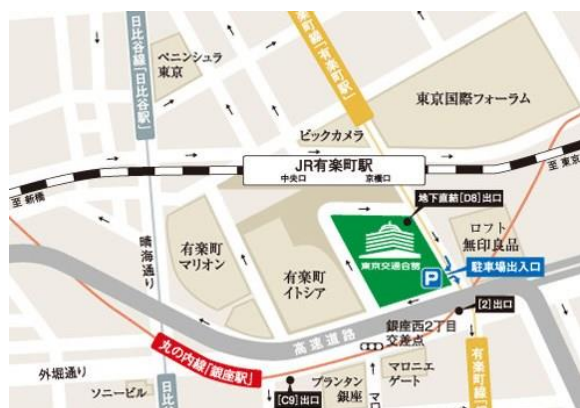 日比谷線「日比谷駅」
ペニンシュラ
東京
有楽町線「有楽町駅」
東京国際フォーラム
ビックカメラ
JR有楽町駅
中央口
京橋口
至 新橋
至 東京
地下直結[D8]出口
晴海通り
有楽町
マリオン
有楽町
イトシア
東京交通会館
ロフト
無印良品
P
駐車場出入口
[2]出口
高速道路
銀座西2丁目
交差点
丸の内線「銀座駅」
外堀通り
ソニービル
[C9]出口
プランタン
銀座
マロニエ
ゲート
有楽町線「
日比
マロ